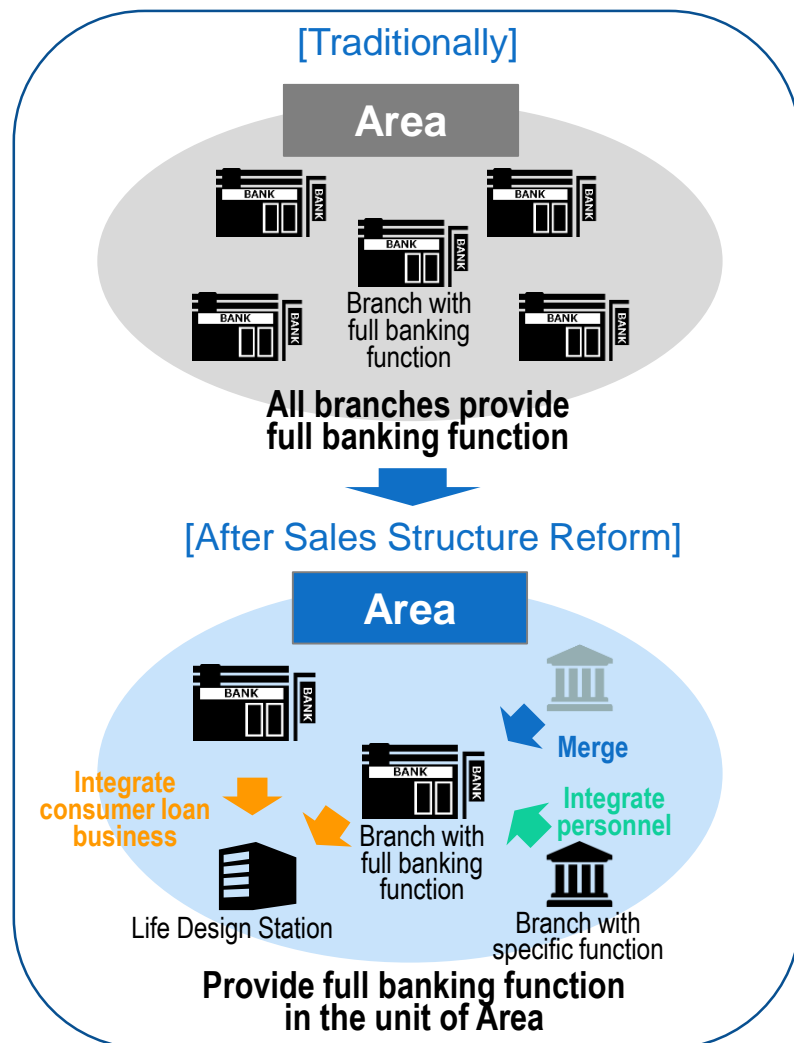 [Traditionally]
Area
BANK BANK
BANK BANK
BANK BANK
Branch with
full banking
function
BANK BANK
BANK BANK
All branches provide
full banking function
[After Sales Structure Reform]
Area
BANK BANK
Merge
Integrate
consumer loan
business
BANK BANK
Branch with
full banking
function
Integrate
personnel
Life Design Station
Branch with
specific function
Provide full banking function
in the unit of Area